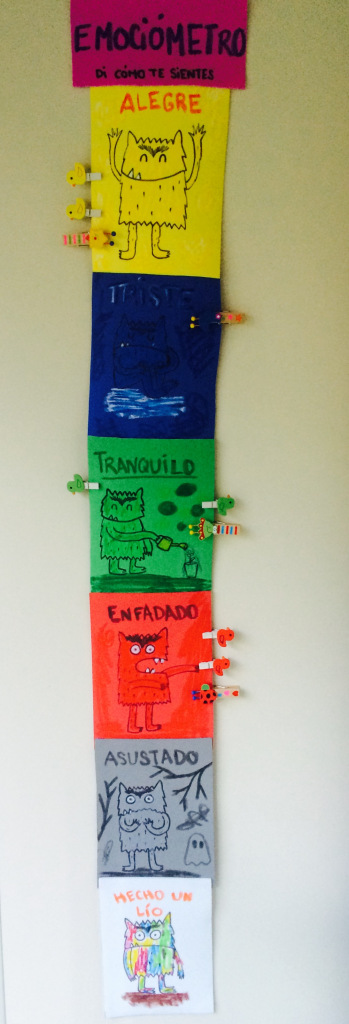 EMOCIÓMETRO
DI CÓMO TE SIENTES
ALEGRE
TRISTE
TRANQUILO
ENFADADO
ASUSTADO
HECHO UN
LÍO